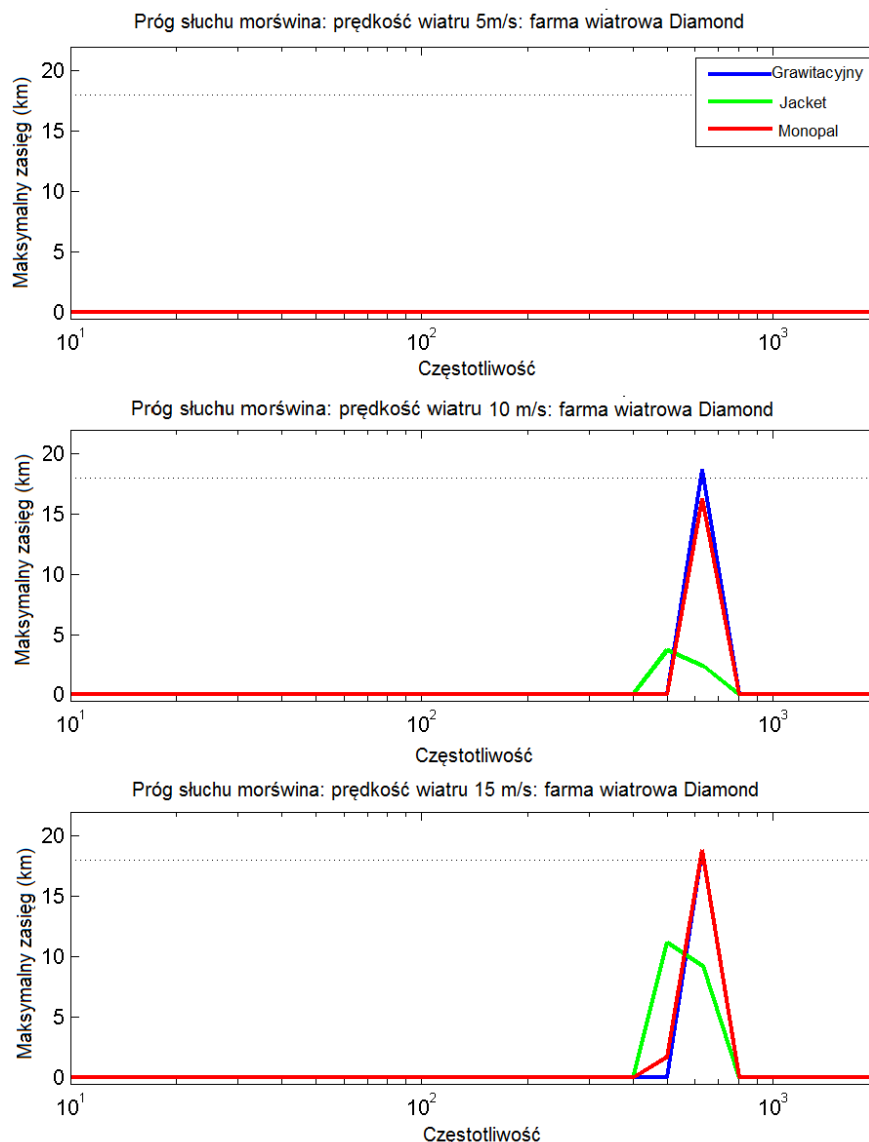 Próg słuchu morświna: prędkość wiatru 5m/s: farma wiatrowa Diamond
Maksymalny zasięg (km)
20
15
10
5
0
Grawitacyjny
Jacket
Monopal
10¹
10²
10³
Częstotliwość
Próg słuchu morświna: prędkość wiatru 10 m/s: farma wiatrowa Diamond
Maksymalny zasięg (km)
20
15
10
5
0
10¹
10²
10³
Częstotliwość
Próg słuchu morświna: prędkość wiatru 15 m/s: farma wiatrowa Diamond
Maksymalny zasięg (km)
20
15
10
5
0
10¹
10²
10³
Czestotliwość